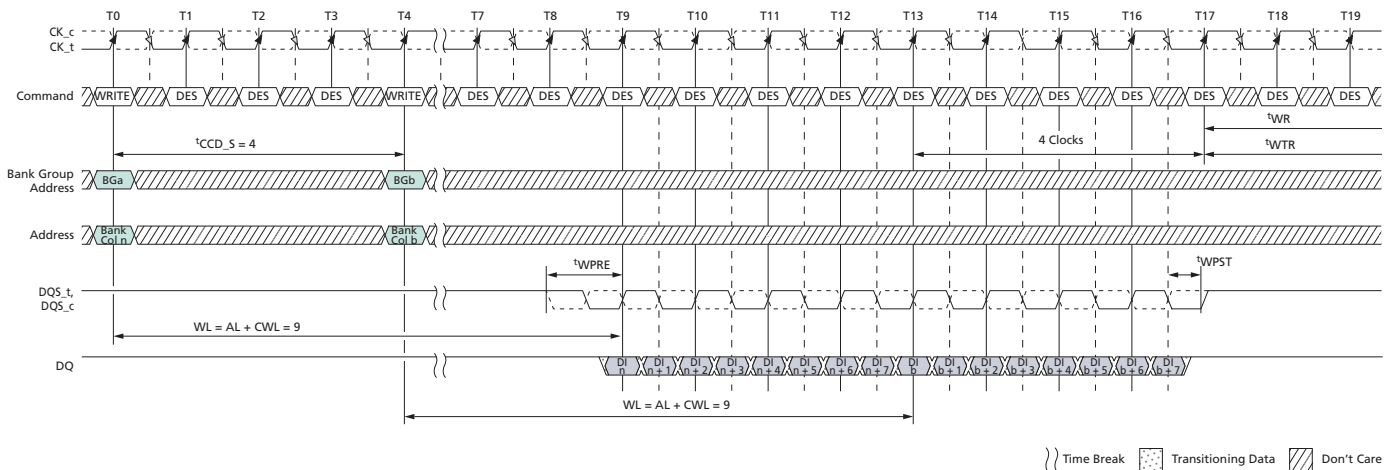 T0 T1 T2 T3 T4 T7 T8 T9 T10 T11 T12 T13 T14 T15 T16 T17 T18 T19
CK_c
CK_t
Command WRITE DES DES DES WRITE DES DES DES DES DES DES DES DES DES DES DES DES DES
tWR
tCCD_S = 4 4 Clocks tWTR
Bank Group
Address BGa BGb
Address Bank
Col n Bank
Col b
tWPRE tWPST
DQS_t,
DQS_c
WL = AL + CWL = 9
DQ DI
n DI
n + 1 DI
n + 2 DI
n + 3 DI
n + 4 DI
n + 5 DI
n + 6 DI
n + 7 DI
b DI
b + 1 DI
b + 2 DI
b + 3 DI
b + 4 DI
b + 5 DI
b + 6 DI
b + 7
WL = AL + CWL = 9
Time Break Transitioning Data Don't Care